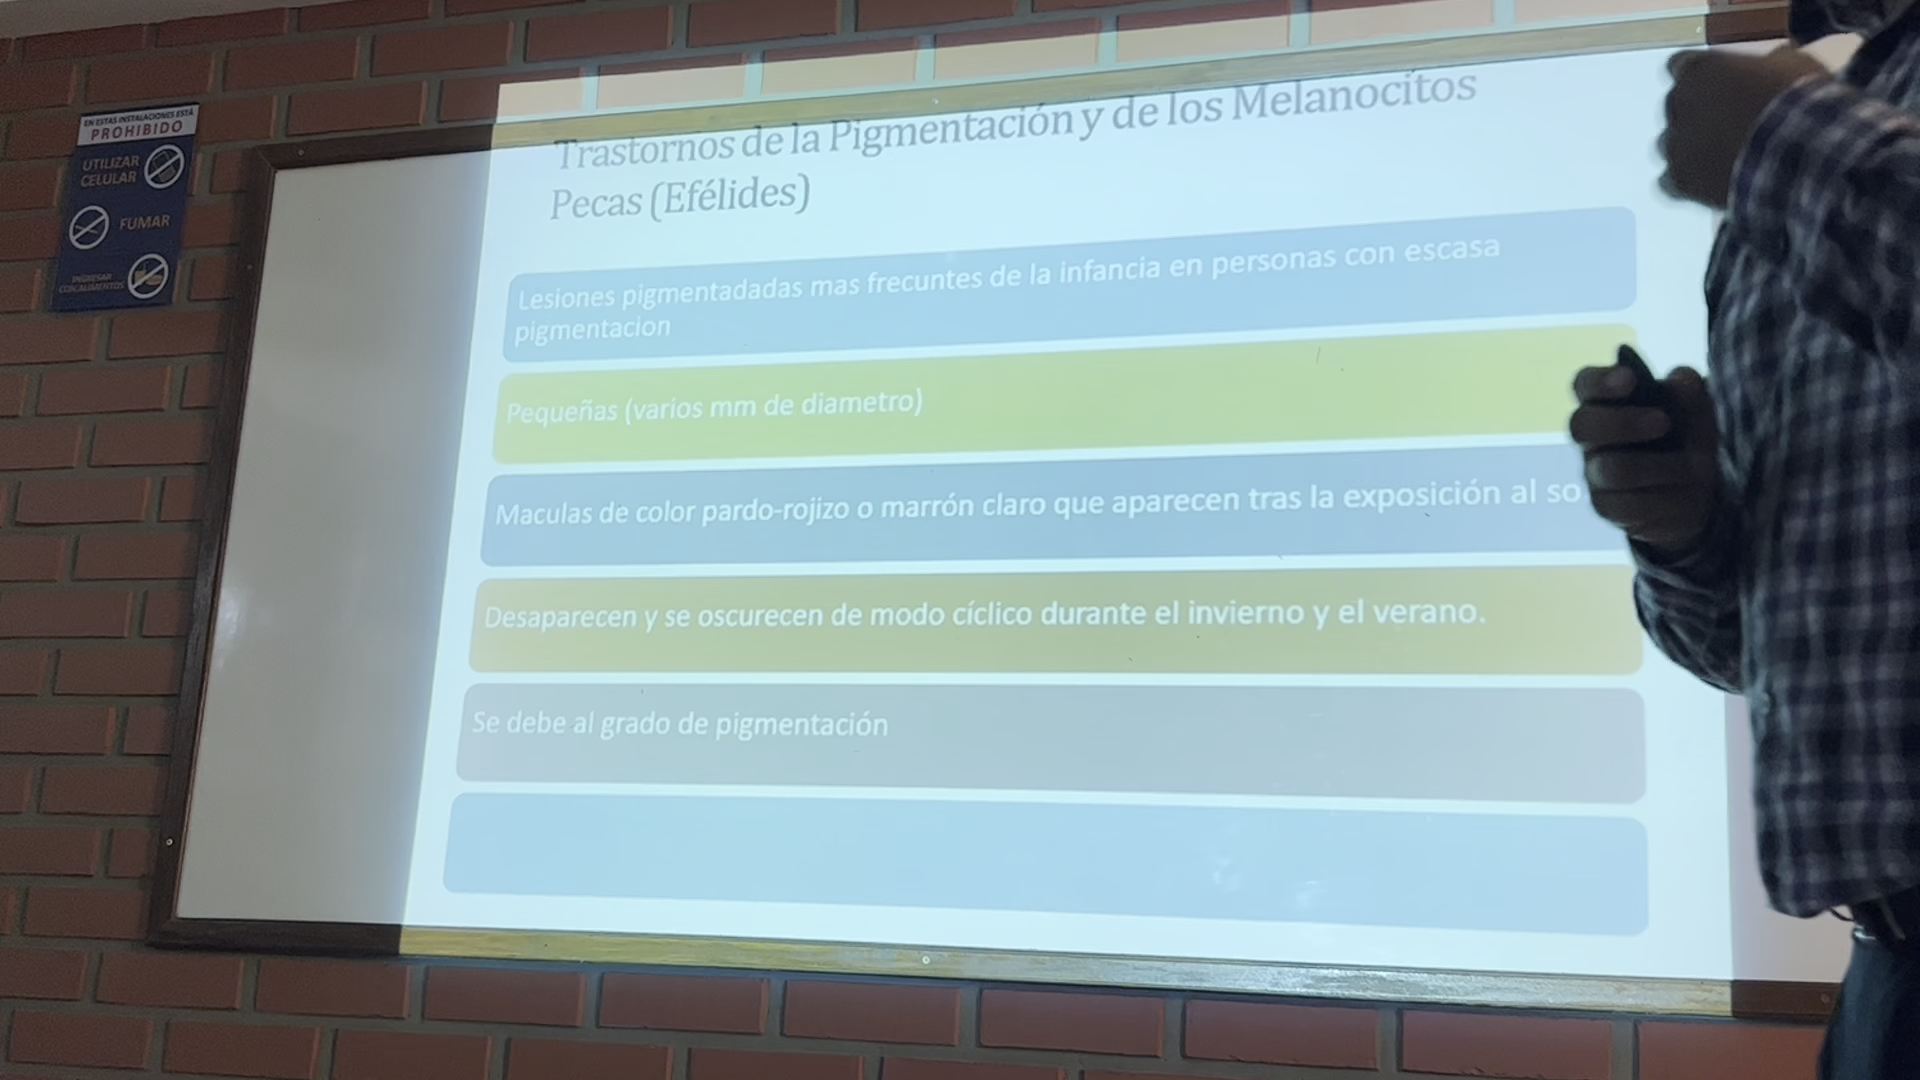 EN ESTAS INSTALACIONES ESTÁ
PROHIBIDO
UTILIZAR
CELULAR
FUMAR
INGRESAR
CON ALIMENTOS
Trastornos de la Pigmentación y de los Melanocitos
Pecas (Efélides)
Lesiones pigmentadadas mas frecuntes de la infancia en personas con escasa
pigmentacion
Pequeñas (varios mm de diametro)
Maculas de color pardo-rojizo o marrón claro que aparecen tras la exposición al so
Desaparecen y se oscurecen de modo cíclico durante el invierno y el verano.
Se debe al grado de pigmentación